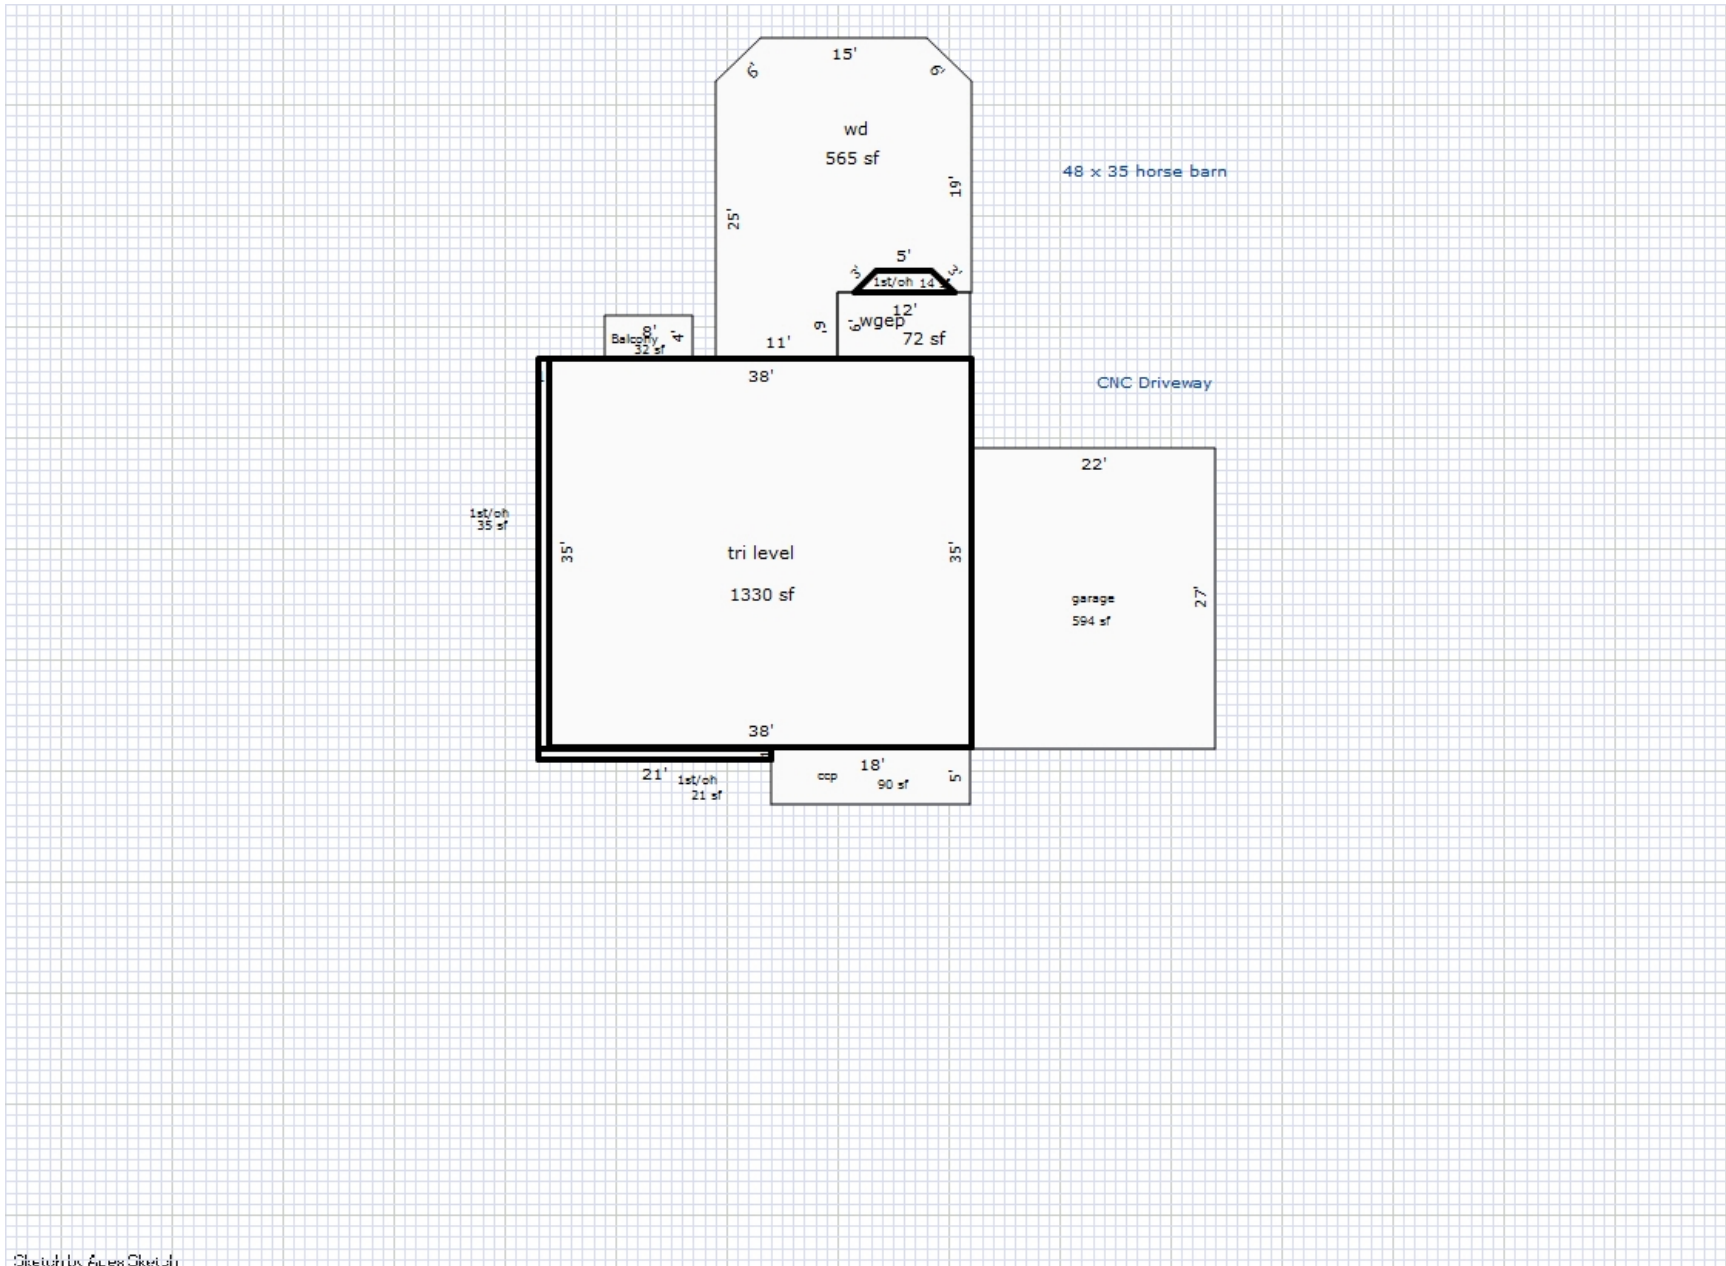 15'
6'
6'
wd
565 sf
48 x 35 horse barn
19'
25'
5'
3'
3'
1st/oh 14
12'
wgep
6'
6'
72 sf
8'
4'
Balcony
32 sf
11'
38'
CNC Driveway
22'
1st/oh
35 sf
35'
tri level
35'
1330 sf
garage
594 sf
27'
38'
1
21'
1st/oh
21 sf
18'
ccp
90 sf
5'
Sketch by Apex Sketch